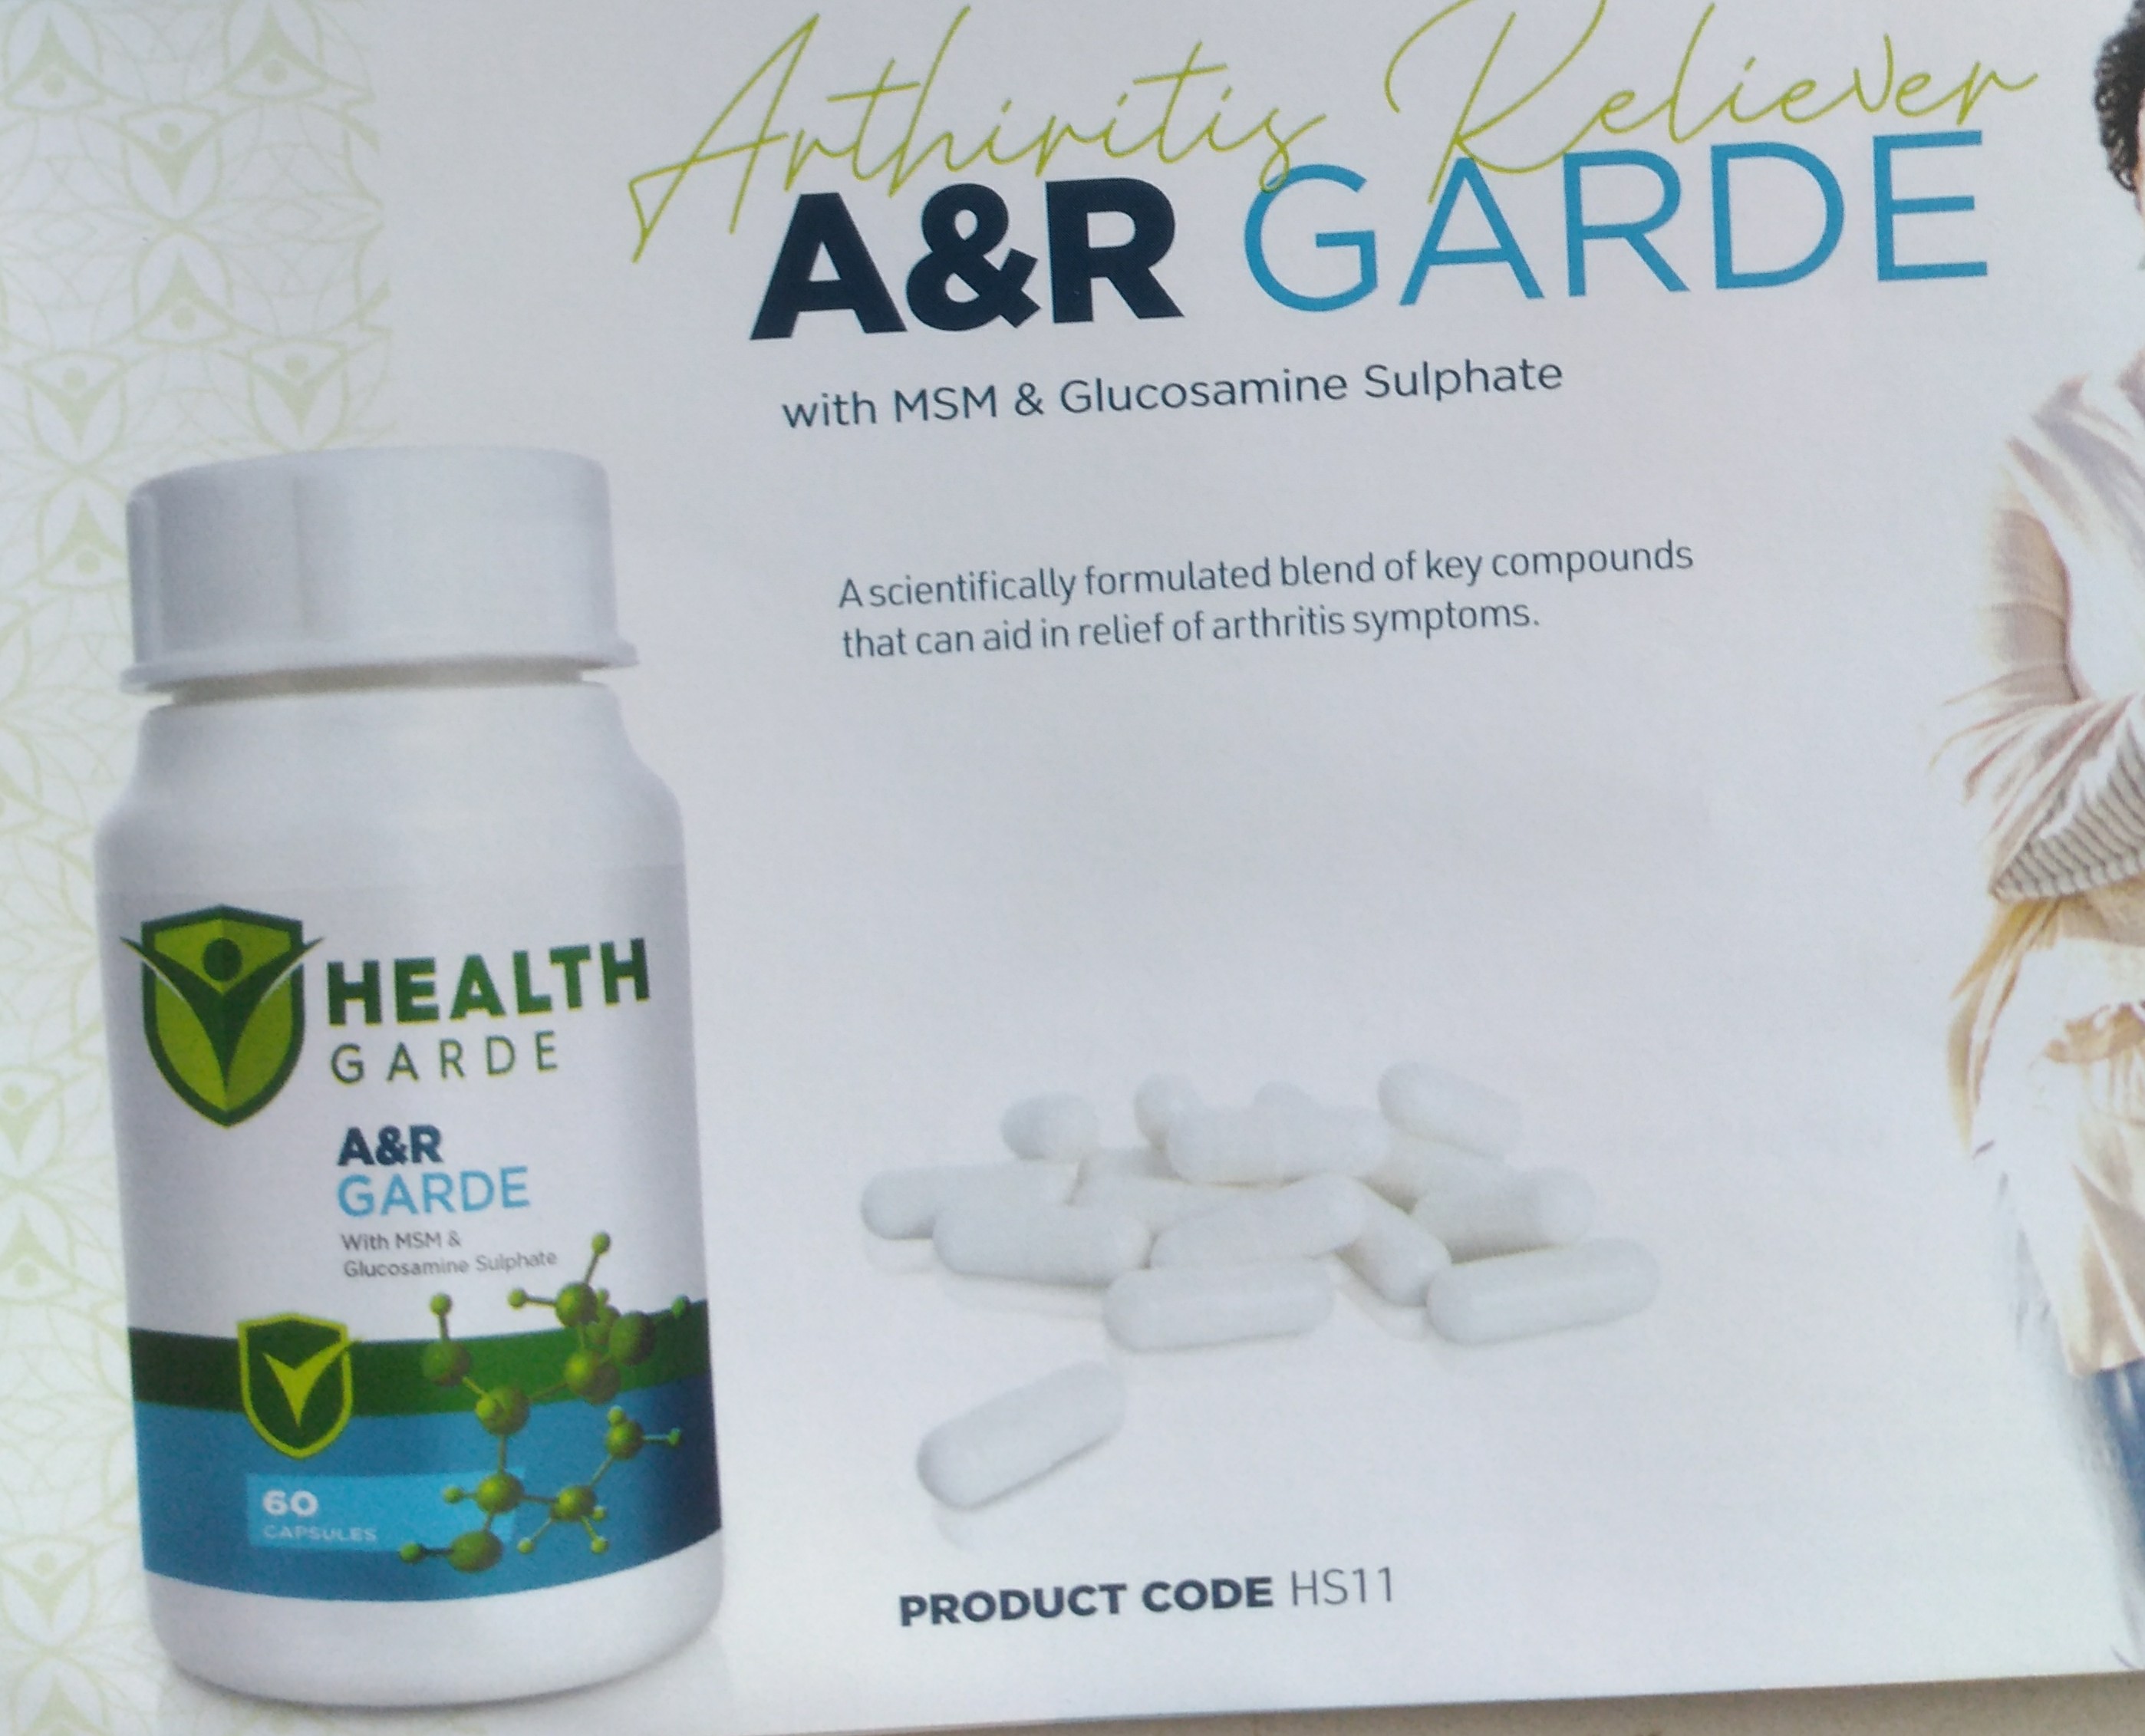 Arthiritis Reliever
A&R GARDE
with MSM & Glucosamine Sulphate
A scientifically formulated blend of key compounds
that can aid in relief of arthritis symptoms.
HEALTH
GARDE
A&R
GARDE
With MSM &
Glucosamine Sulphate
60
CAPSULES
PRODUCT CODE HS11